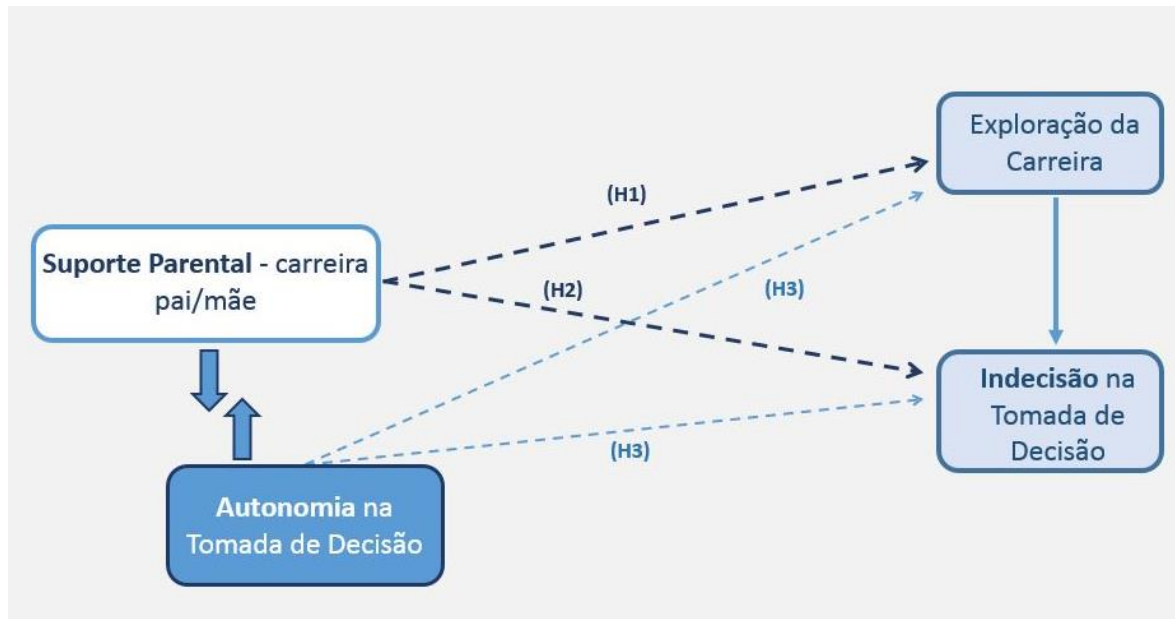 Exploração da
Carreira
(H1)
Suporte Parental - carreira
pai/mãe
(H2)
(H3)
Indecisão na
Tomada de
Decisão
(H3)
Autonomia na
Tomada de Decisão